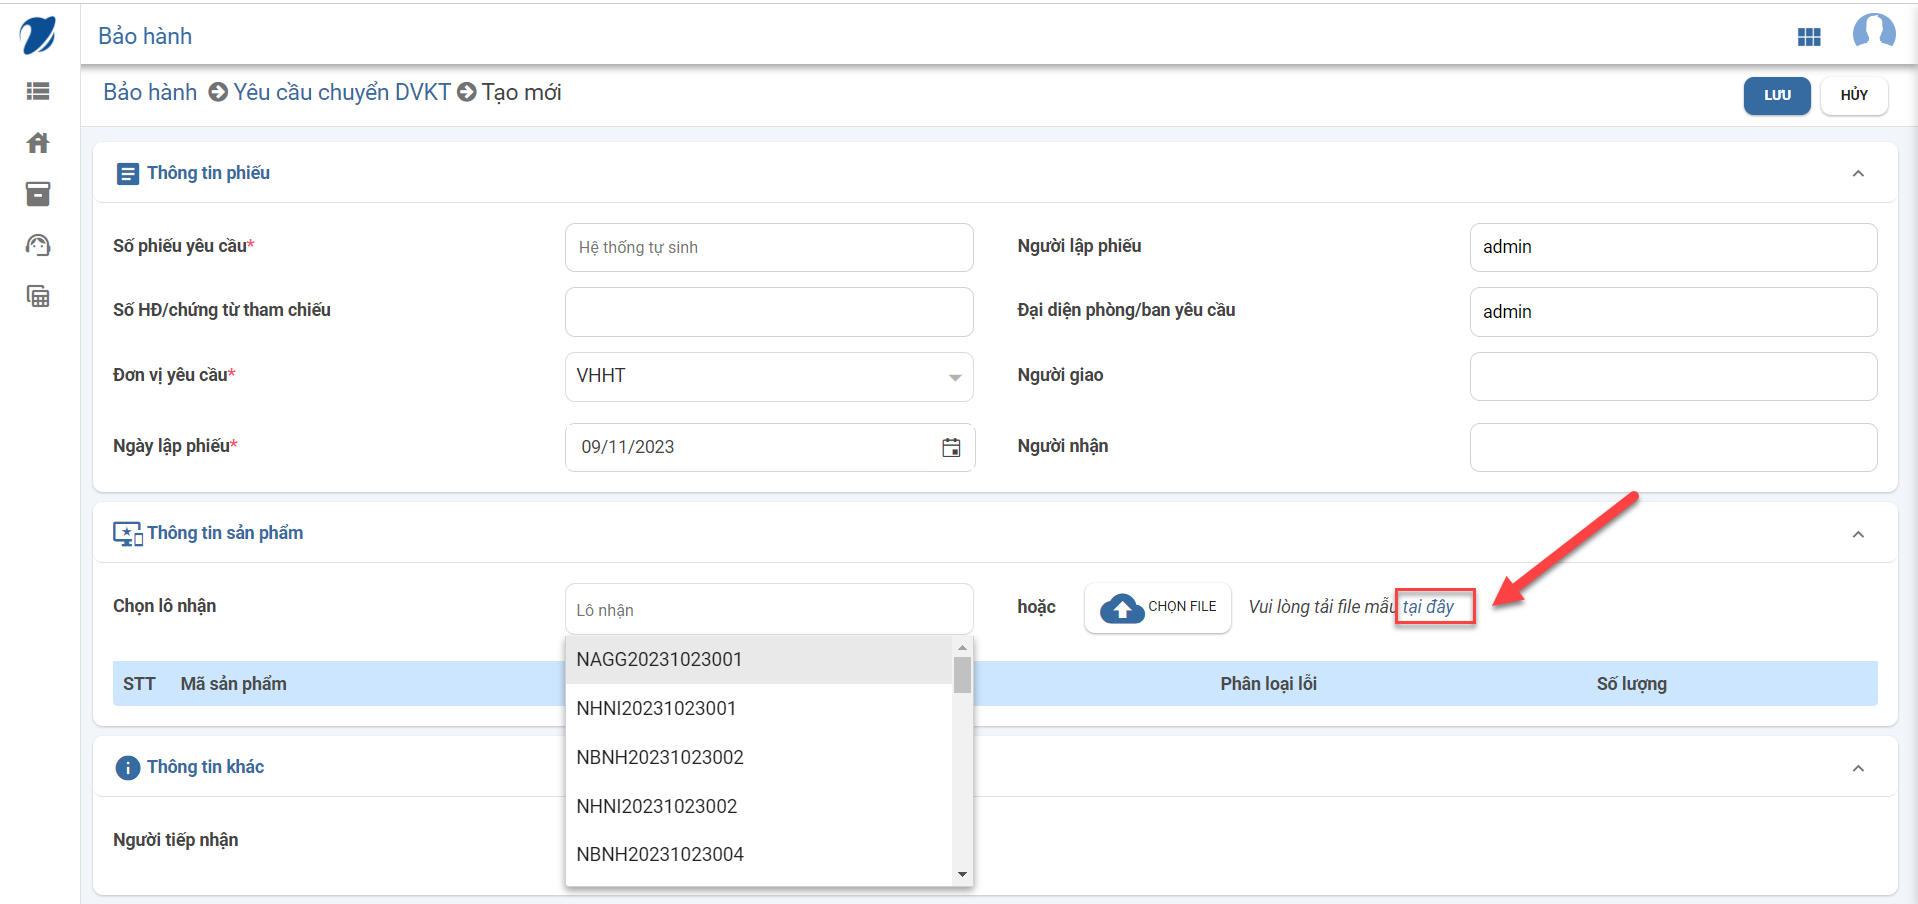 Bảo hành
Bảo hành Yêu cầu chuyển DVKT Tạo mới
LƯU
HỦY
Thông tin phiếu
Số phiếu yêu cầu*
Hệ thống tự sinh
Người lập phiếu
admin
Số HĐ/chứng từ tham chiếu
Đại diện phòng/ban yêu cầu
admin
Đơn vị yêu cầu*
VHHT
Người giao
Ngày lập phiếu*
09/11/2023
Người nhận
Thông tin sản phẩm
Chọn lô nhận
Lô nhận
hoặc
CHỌN FILE
Vui lòng tải file mẫu tại đây
NAGG20231023001
NHNI20231023001
NBNH20231023002
NHNI20231023002
NBNH20231023004
STT
Mã sản phẩm
Phân loại lỗi
Số lượng
Thông tin khác
Người tiếp nhận